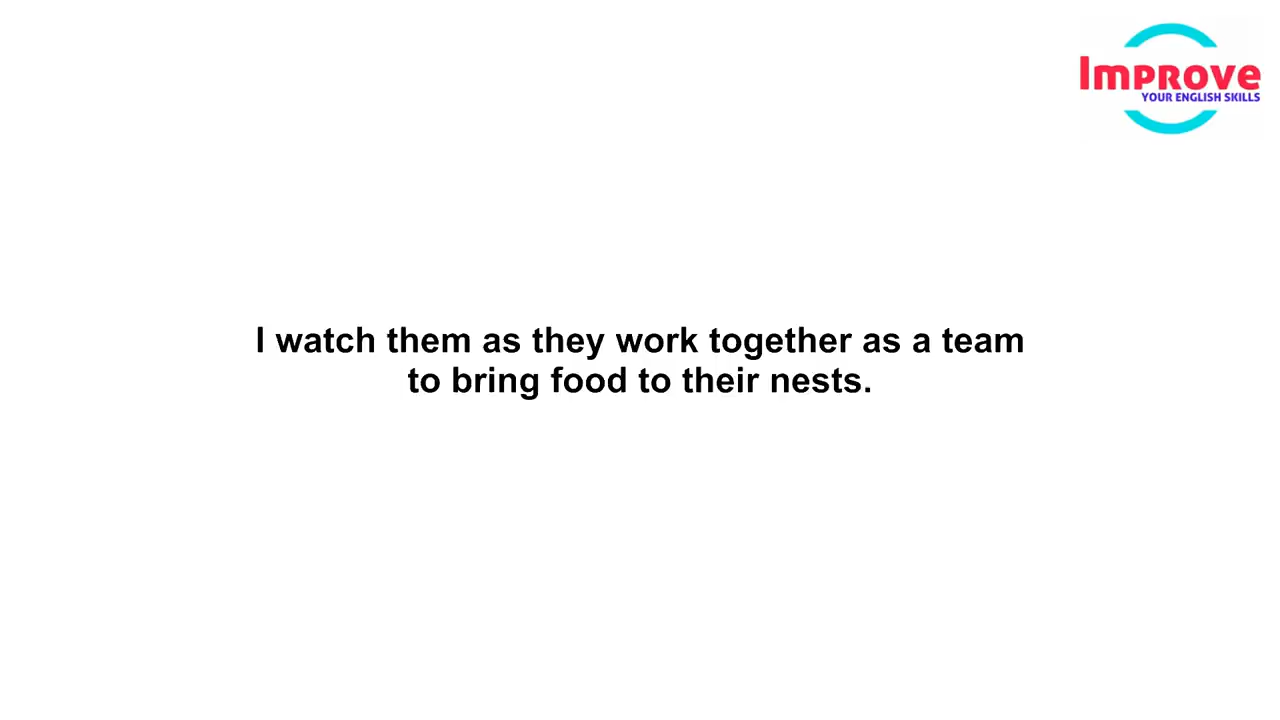 Improve
YOUR ENGLISH SKILLS
I watch them as they work together as a team
to bring food to their nests.